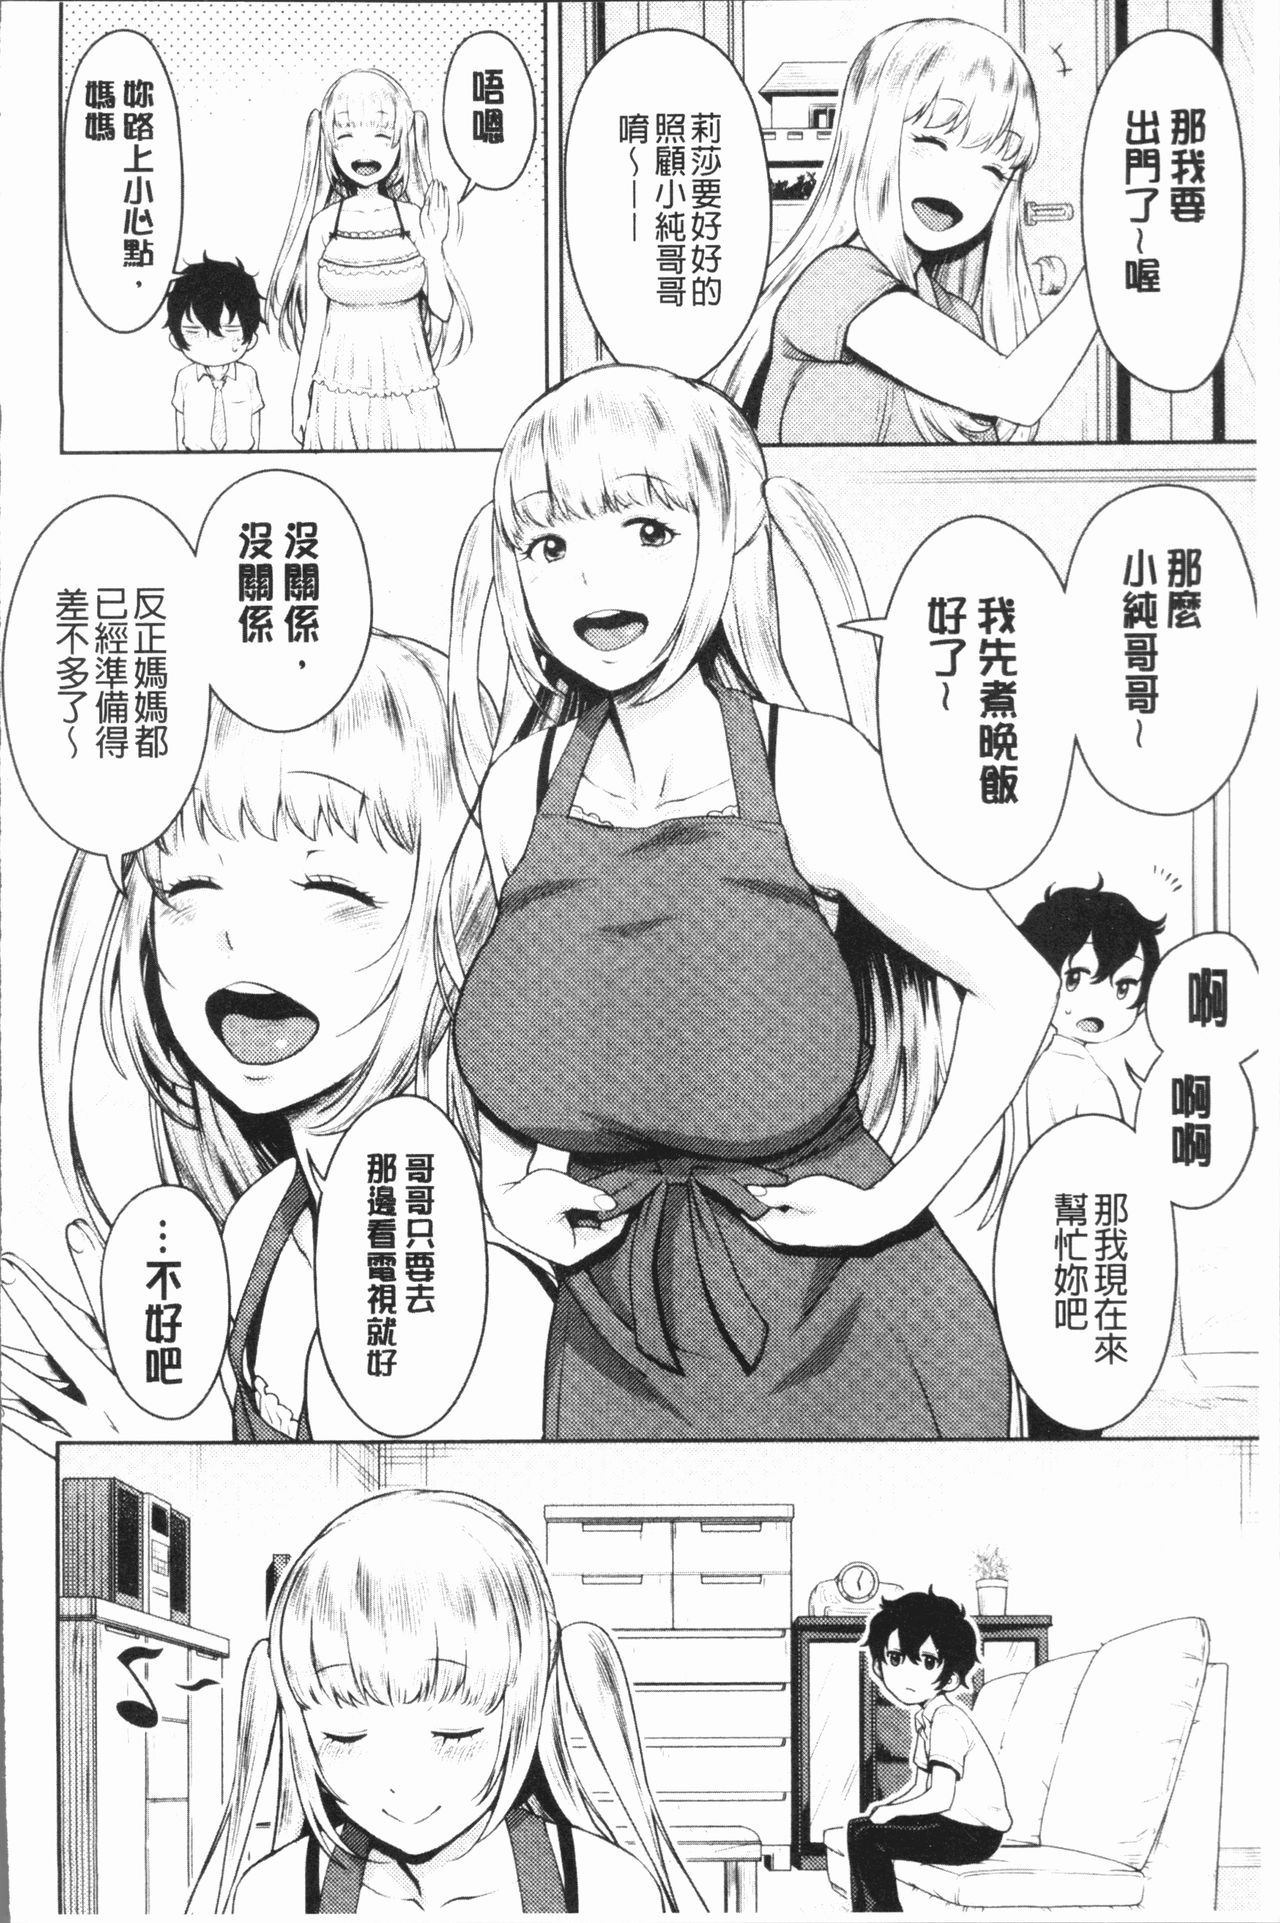 那我要
出門了～喔
莉莎要好好的
照顧小純哥哥
唷～——
唔嗯
妳路上小心點，
媽媽
那麼
小純哥哥～
我先煮晚飯
好了～
啊
啊啊
那我現在來
幫忙妳吧
沒關係，
沒關係
反正媽媽都
已經準備得
差不多了～
哥哥只要去
那邊看電視就好
…不好吧